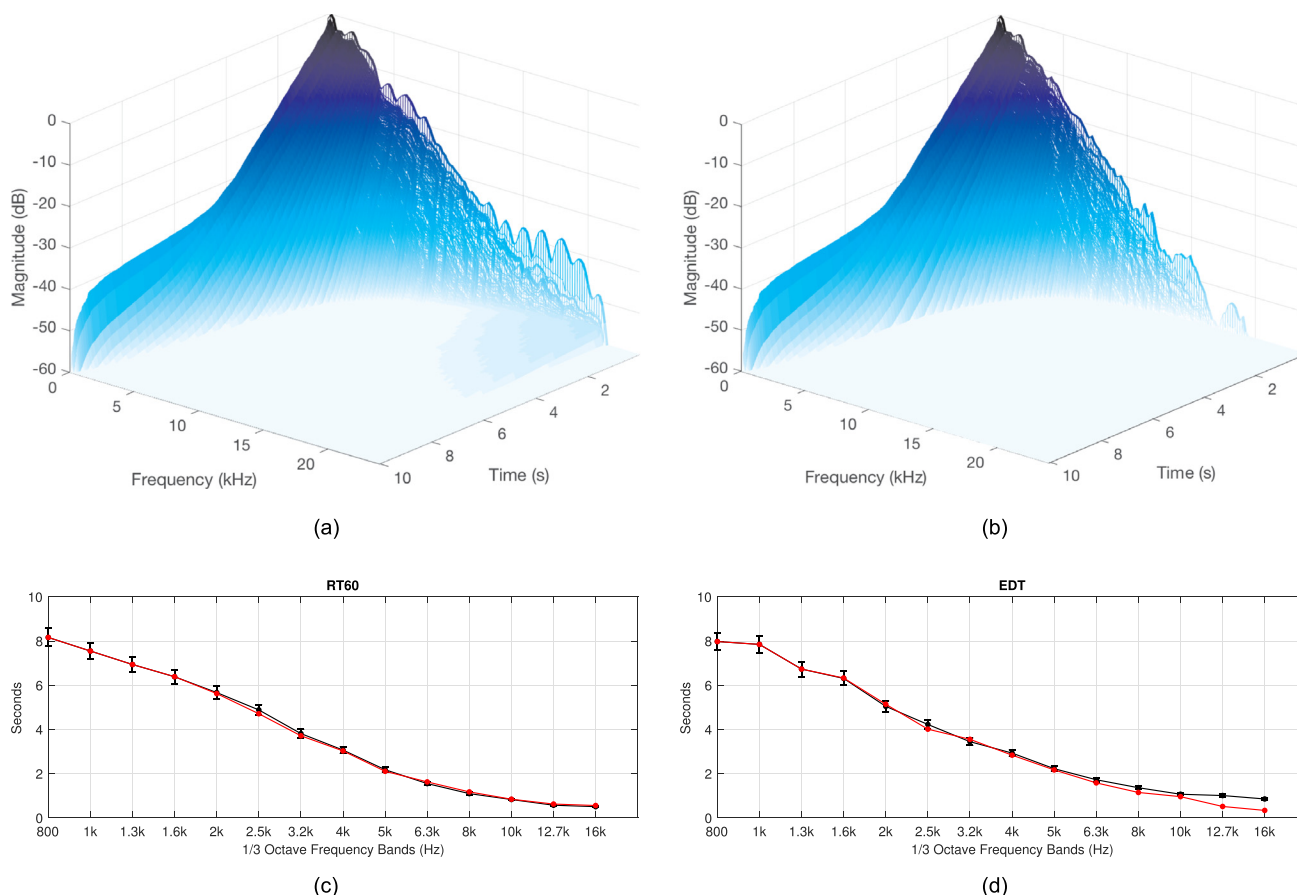 0
-10
-20
-30
-40
-50
-60
Magnitude (dB)
0
5
10
15
20
Frequency (kHz)
2
4
6
8
10
Time (s)
(a)
0
-10
-20
-30
-40
-50
-60
Magnitude (dB)
0
5
10
15
20
Frequency (kHz)
2
4
6
8
10
Time (s)
(b)
RT60
10
8
6
4
2
0
Seconds
800 1k 1.3k 1.6k 2k 2.5k 3.2k 4k 5k 6.3k 8k 10k 12.7k 16k
1/3 Octave Frequency Bands (Hz)
(c)
EDT
10
8
6
4
2
0
Seconds
800 1k 1.3k 1.6k 2k 2.5k 3.2k 4k 5k 6.3k 8k 10k 12.7k 16k
1/3 Octave Frequency Bands (Hz)
(d)